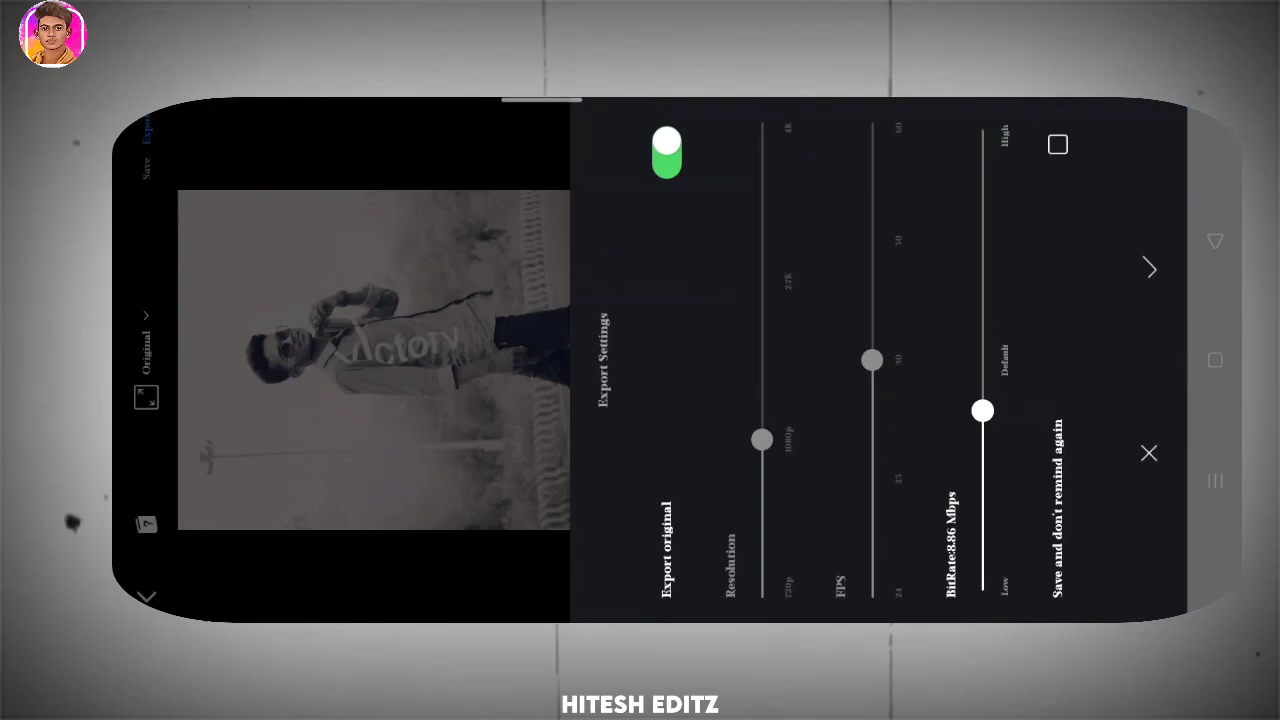 Save
Expo
Original
?
Victory
Export Settings
Export original
Resolution
720p
1080p
2.7K
4K
FPS
24
25
30
50
60
BitRate:8.86 Mbps
Low
Default
High
Save and don't remind again
HITESH EDITZ